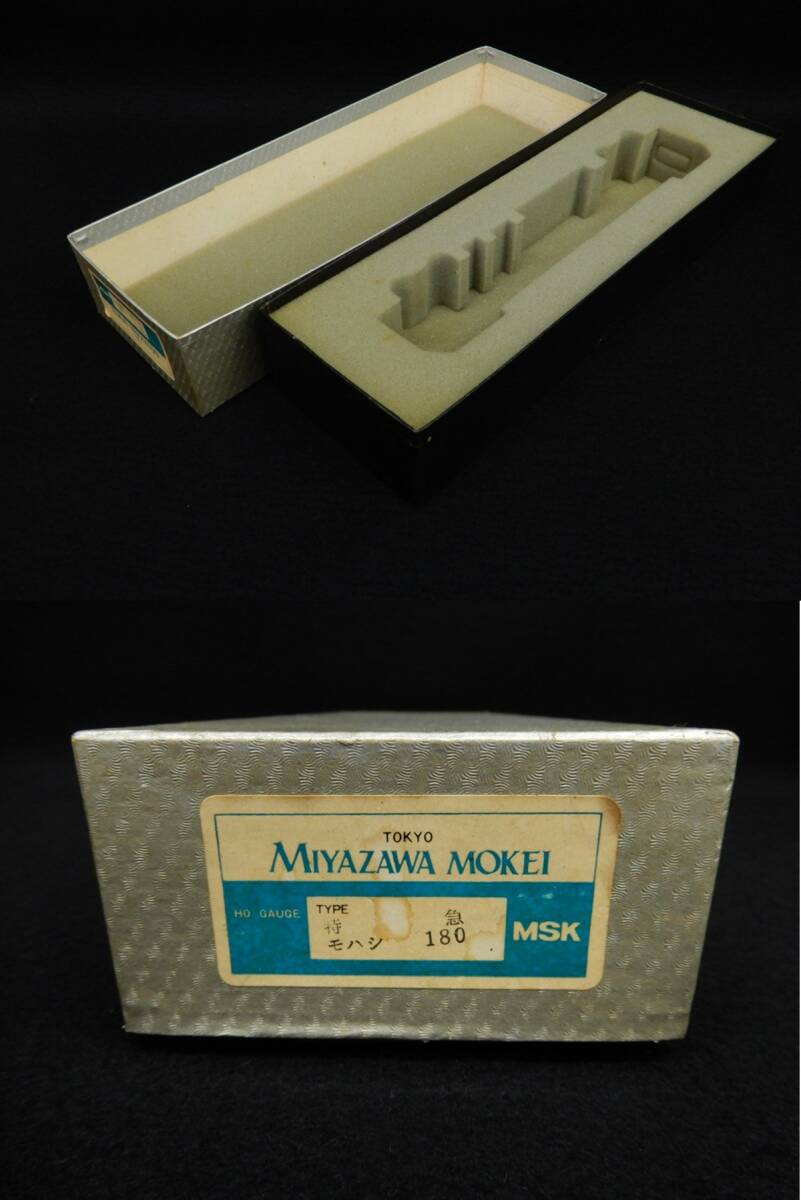 TOKYO
MIYAZAWA MOKEI
HO GAUGE
TYPE
特 急
モハシ 180
MSK